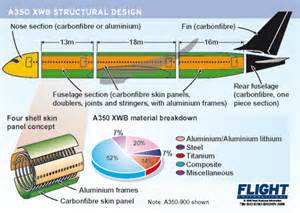 A350 XWB STRUCTURAL DESIGN
Nose section (carbonfibre or aluminium)
Fin (carbonfibre)
13m
18m
16m
Fuselage section (carbonfibre skin panels,
doublers, joints and stringers, with aluminium frames)
Rear fuselage
(carbonfibre, one
piece section)
Four shell skin
panel concept
A350 XWB material breakdown
7%
7%
20%
52%
14%
Aluminium/Aluminium lithium
Steel
Titanium
Composite
Miscellaneous
Aluminium frames
Carbonfibre skin panel
Note: A350-900 shown
FLIGHT